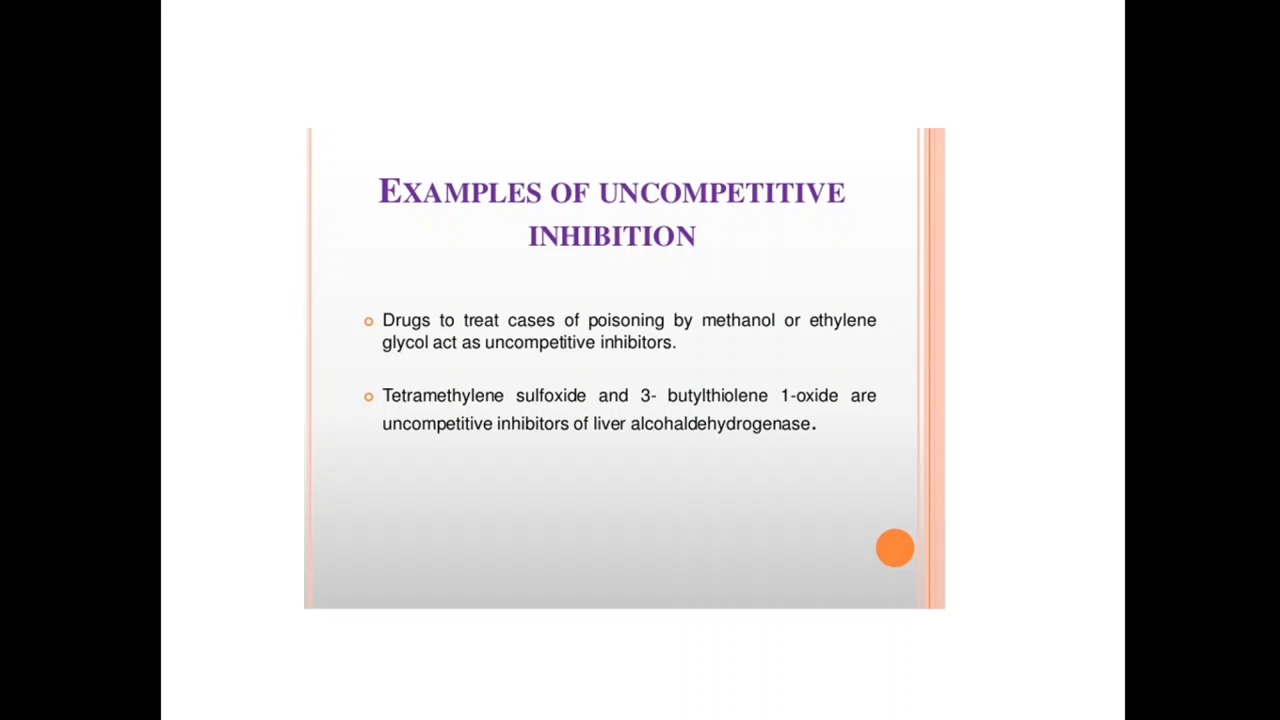 EXAMPLES OF UNCOMPETITIVE
INHIBITION
Drugs to treat cases of poisoning by methanol or ethylene
glycol act as uncompetitive inhibitors.
Tetramethylene sulfoxide and 3- butylthiolene 1-oxide are
uncompetitive inhibitors of liver alcohaldehydrogenase.